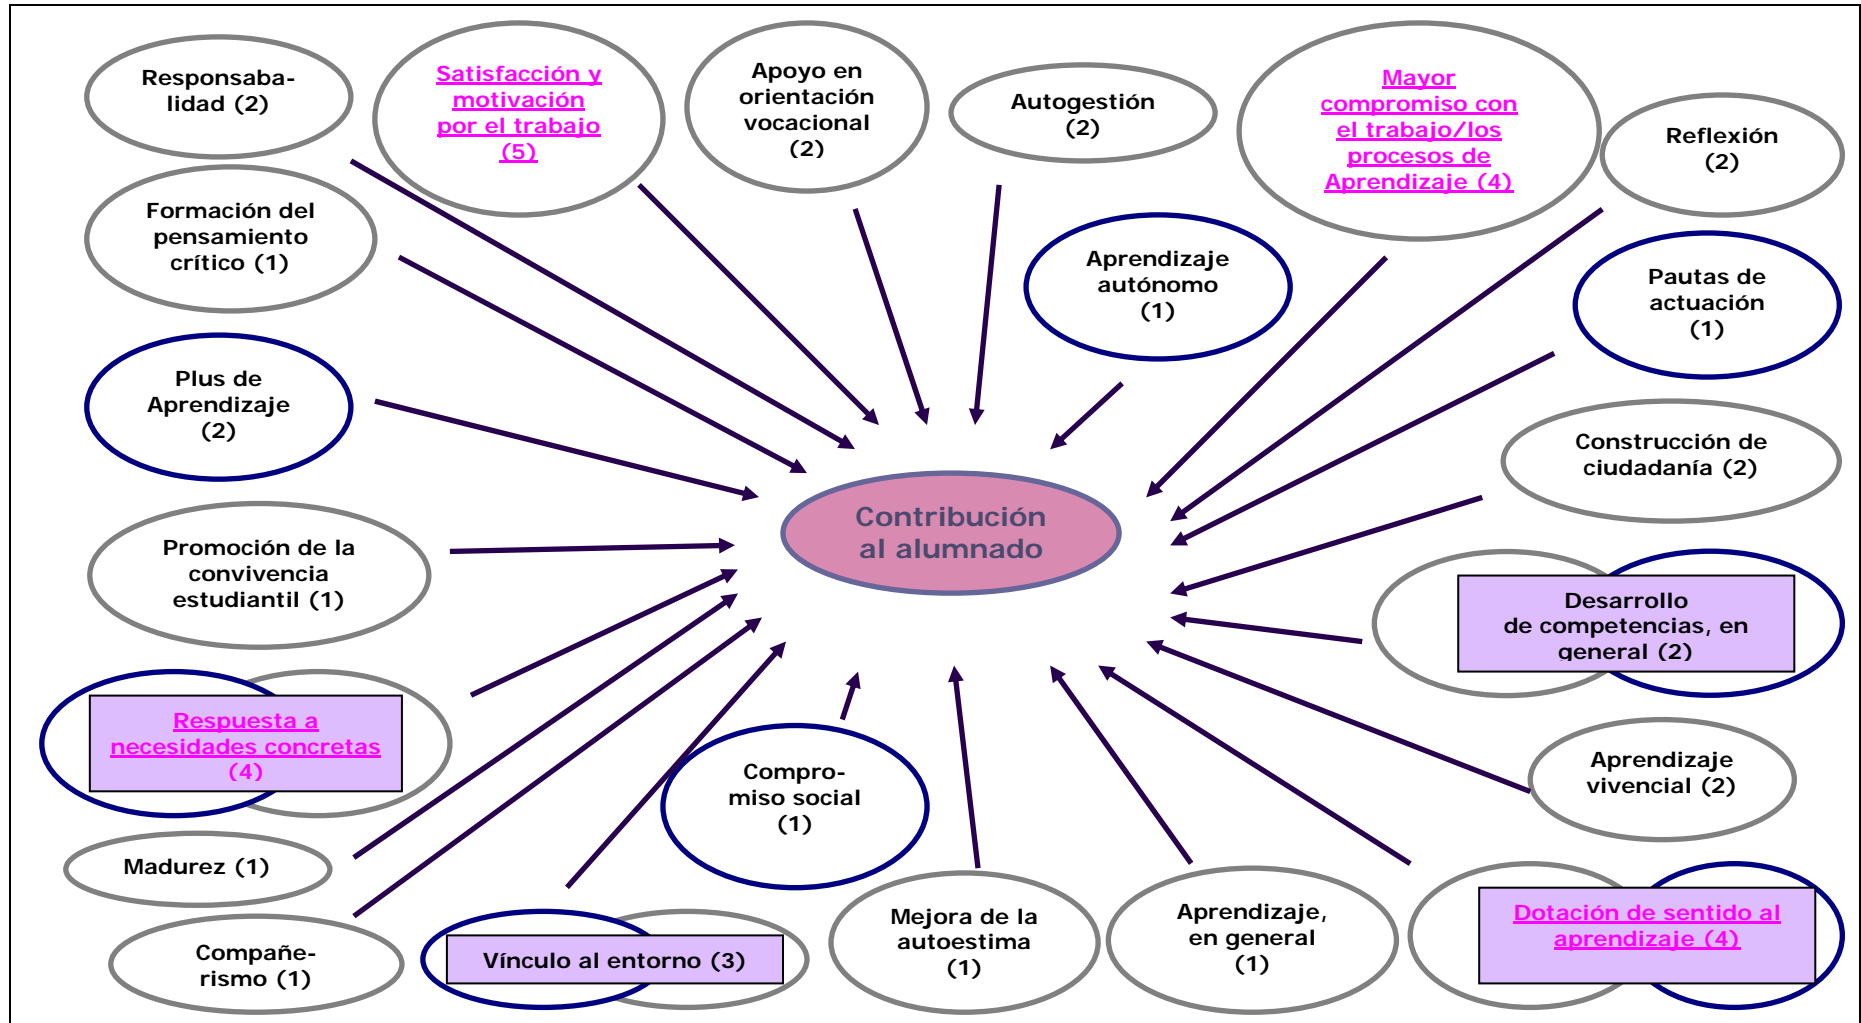 Responsaba-
lidad (2)
Satisfacción y
motivación
por el trabajo
(5)
Apoyo en
orientación
vocacional
(2)
Autogestión
(2)
Mayor
compromiso con
el trabajo/los
procesos de
Aprendizaje (4)
Reflexión
(2)
Formación del
pensamiento
crítico (1)
Aprendizaje
autónomo
(1)
Pautas de
actuación
(1)
Plus de
Aprendizaje
(2)
Construcción de
ciudadanía (2)
Contribución
al alumnado
Promoción de la
convivencia
estudiantil (1)
Desarrollo
de competencias, en
general (2)
Respuesta a
necesidades concretas
(4)
Compro-
miso social
(1)
Aprendizaje
vivencial (2)
Madurez (1)
Compañe-
rismo (1)
Vínculo al entorno (3)
Mejora de la
autoestima
(1)
Aprendizaje,
en general
(1)
Dotación de sentido al
aprendizaje (4)